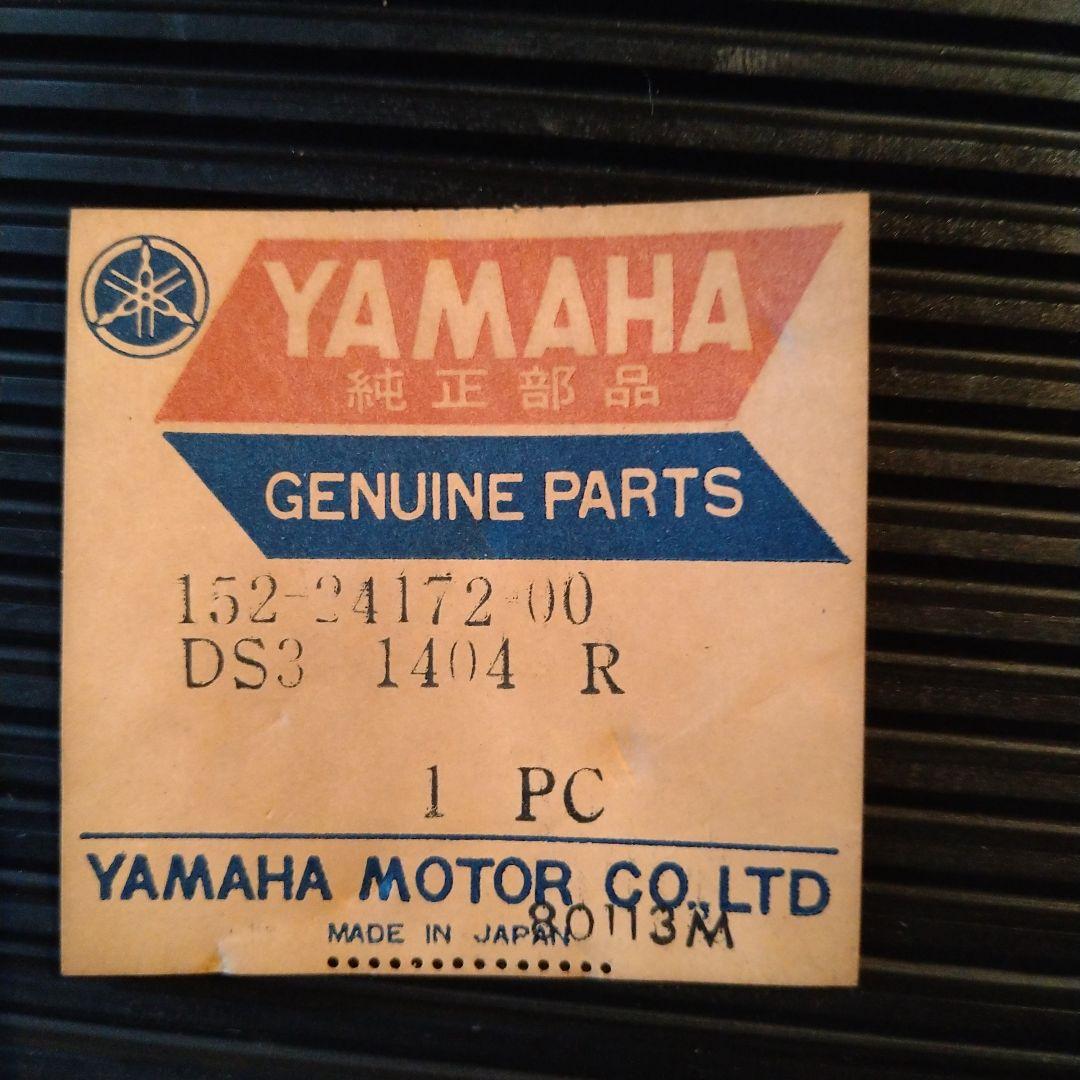 YAMAHA
純正部品
GENUINE PARTS
152-24172-00
DS3 1404 R
1 PC
YAMAHA MOTOR CO.,LTD
MADE IN JAPAN
80113M